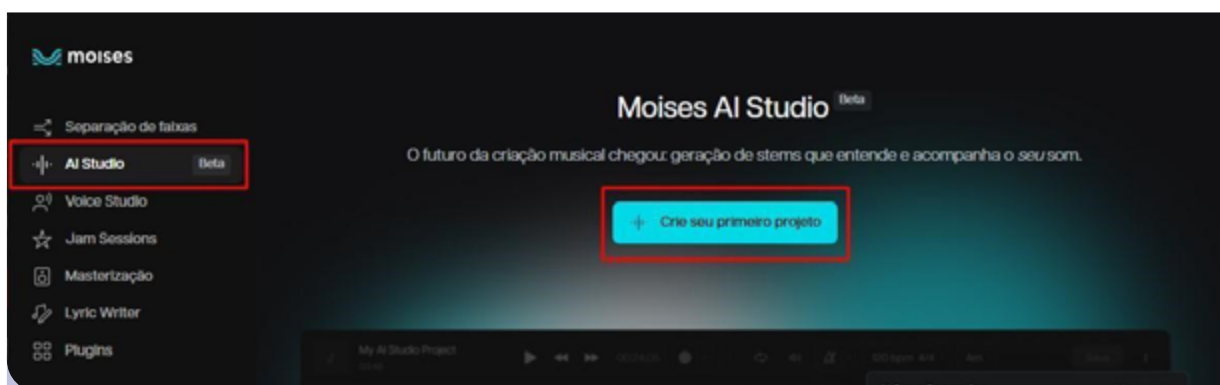 moises
Separação de faixas
AI Studio Beta
Voice Studio
Jam Sessions
Masterização
Lyric Writer
Plugins
Moises AI Studio Beta
O futuro da criação musical chegou: geração de stems que entende e acompanha o seu som.
Crie seu primeiro projeto
My AI Studio Project